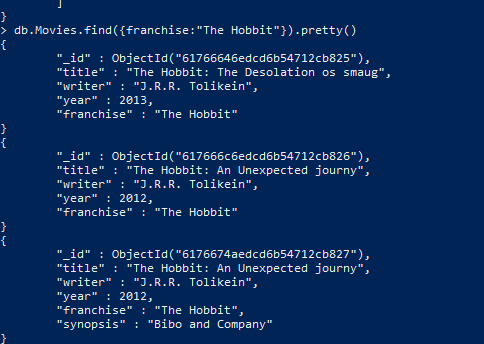 ]
}
> db.Movies.find({franchise:"The Hobbit"}).pretty()
{
"_id" : ObjectId("61766646edcd6b54712cb825"),
"title" : "The Hobbit: The Desolation os smaug",
"writer" : "J.R.R. Tolikein",
"year" : 2013,
"franchise" : "The Hobbit"
}
{
"_id" : ObjectId("617666c6edcd6b54712cb826"),
"title" : "The Hobbit: An Unexpected journy",
"writer" : "J.R.R. Tolikein",
"year" : 2012,
"franchise" : "The Hobbit"
}
{
"_id" : ObjectId("6176674aedcd6b54712cb827"),
"title" : "The Hobbit: An Unexpected journy",
"writer" : "J.R.R. Tolikein",
"year" : 2012,
"franchise" : "The Hobbit",
"synopsis" : "Bibo and Company"
}